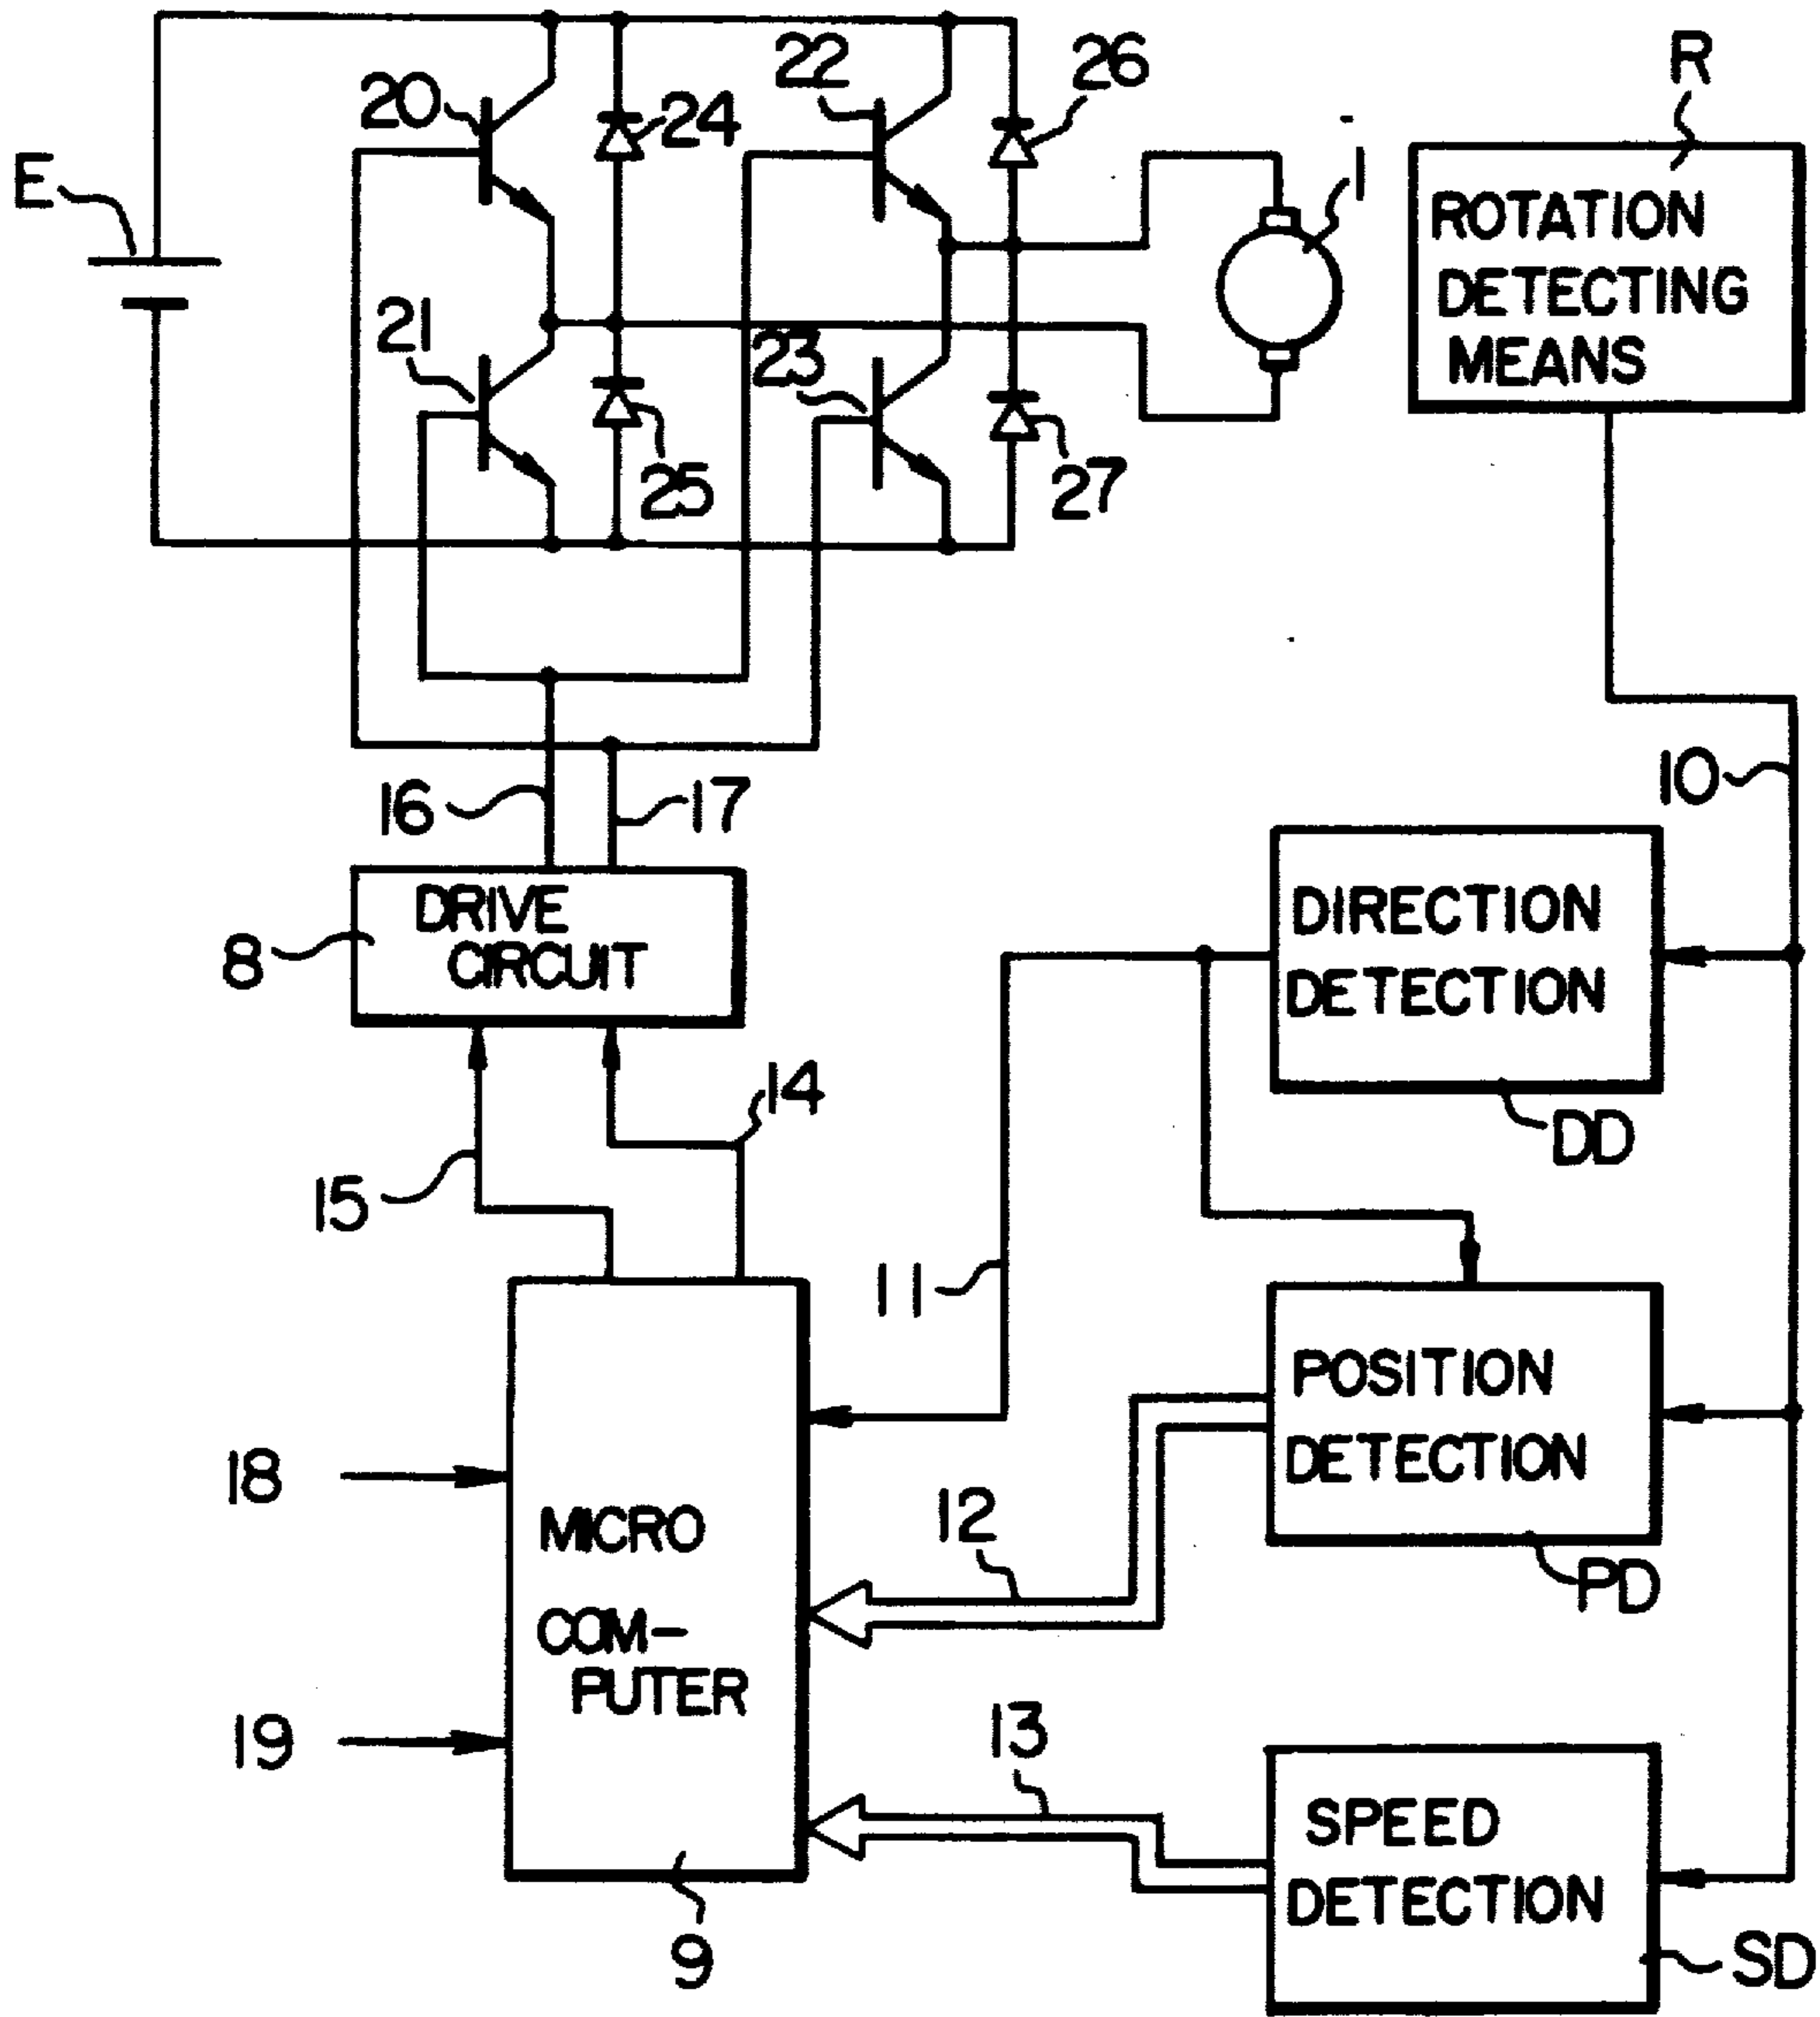 E
20
24
22
26
R
1
ROTATION
DETECTING
MEANS
21
25
23
27
16
17
10
8
DRIVE
CIRCUIT
DIRECTION
DETECTION
DD
14
15
11
POSITION
DETECTION
PD
18
12
MICRO
COM-
PUTER
19
13
SPEED
DETECTION
SD
9